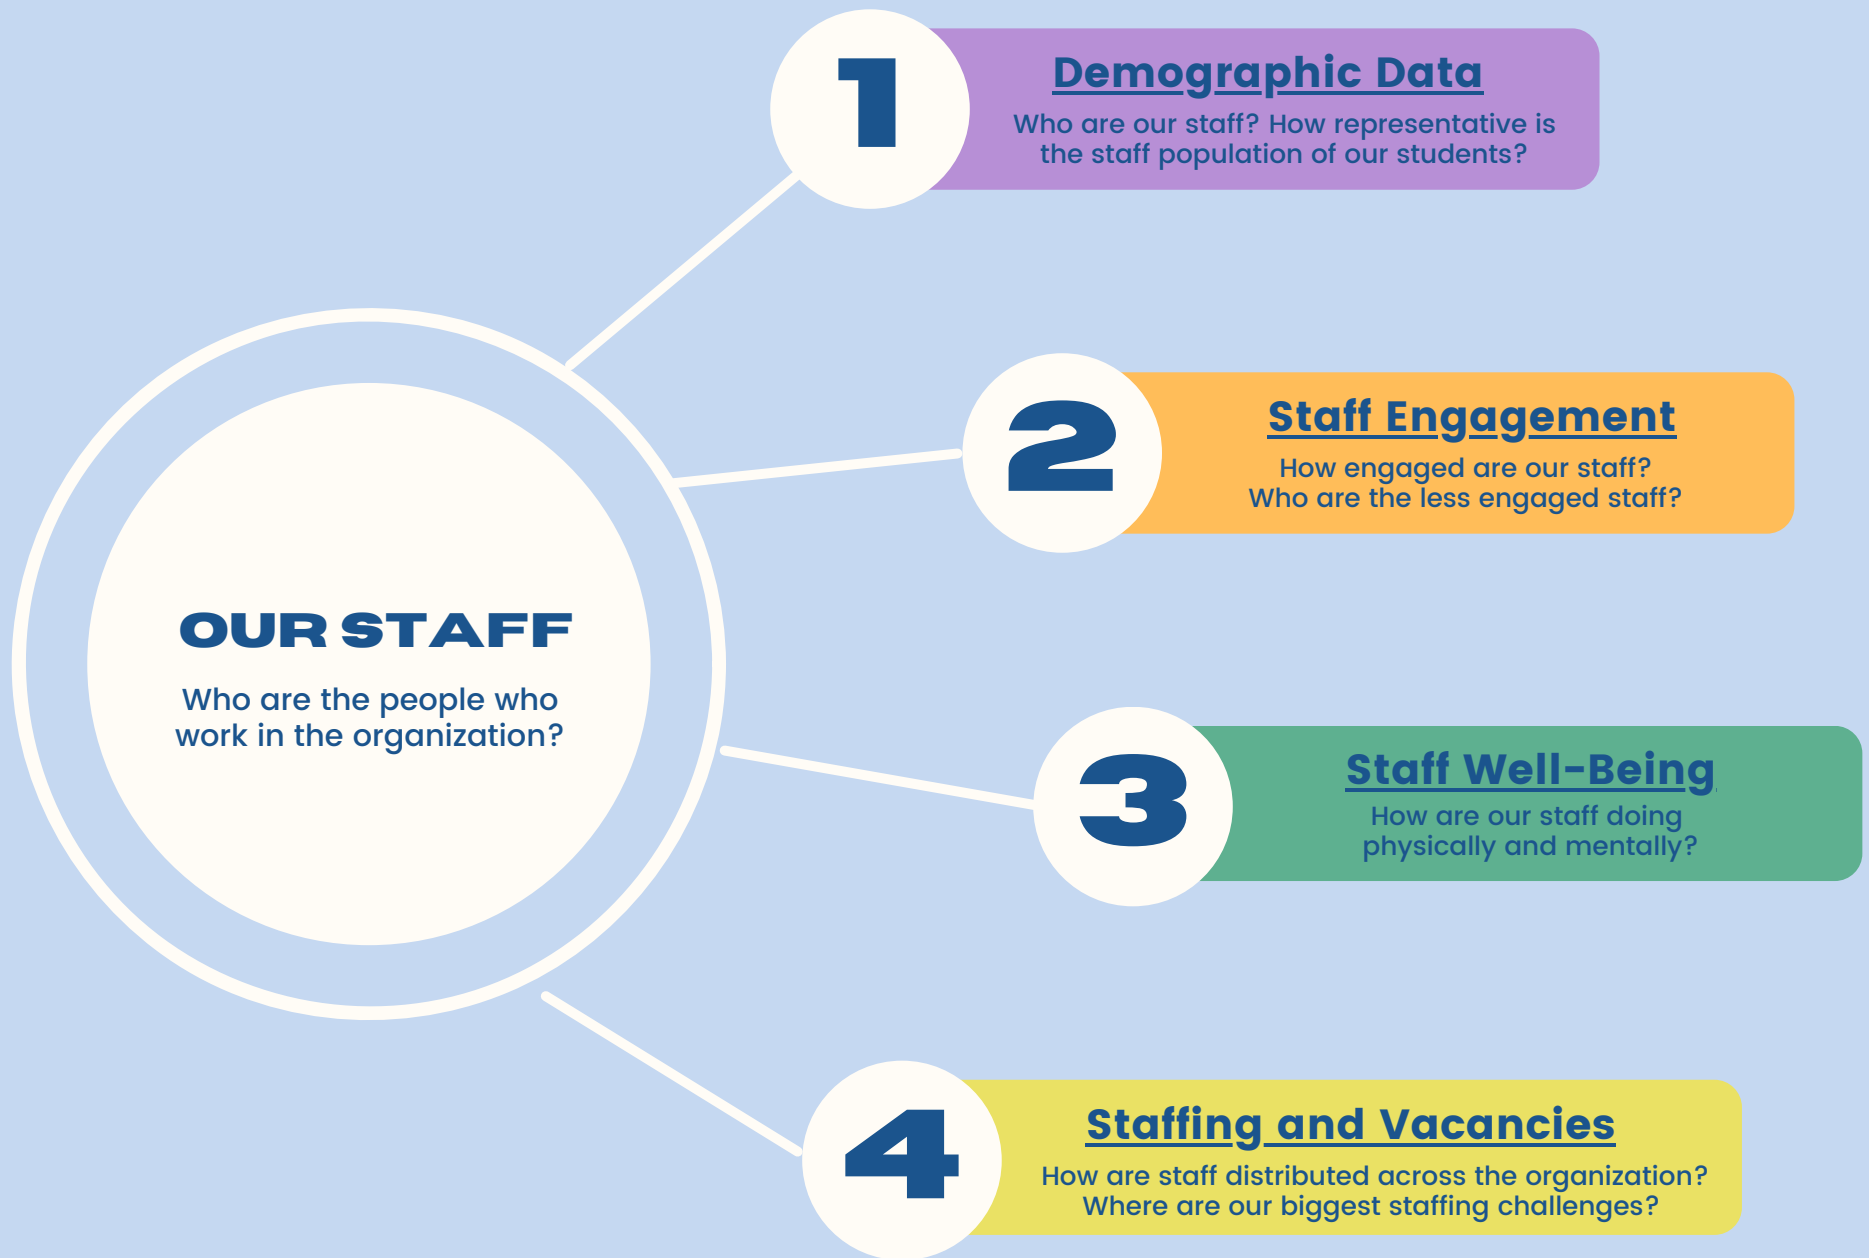 1
Demographic Data
Who are our staff? How representative is
the staff population of our students?
2
Staff Engagement
How engaged are our staff?
Who are the less engaged staff?
OUR STAFF
Who are the people who
work in the organization?
3
Staff Well-Being
How are our staff doing
physically and mentally?
4
Staffing and Vacancies
How are staff distributed across the organization?
Where are our biggest staffing challenges?